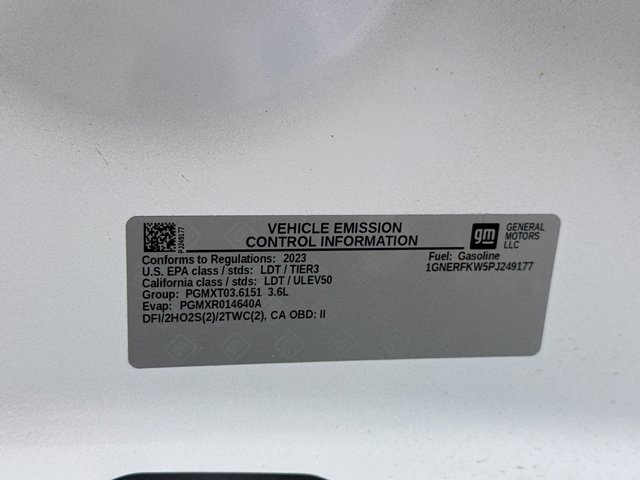 PJ249177
VEHICLE EMISSION
CONTROL INFORMATION
gm
GENERAL
MOTORS
LLC
Conforms to Regulations: 2023
Fuel: Gasoline
U.S. EPA class / stds: LDT / TIER3
1GNERFKW5PJ249177
California class / stds: LDT / ULEV50
Group: PGMXT03.6151 3.6L
Evap: PGMXR014640A
DFI/2HO2S(2)/2TWC(2), CA OBD: II